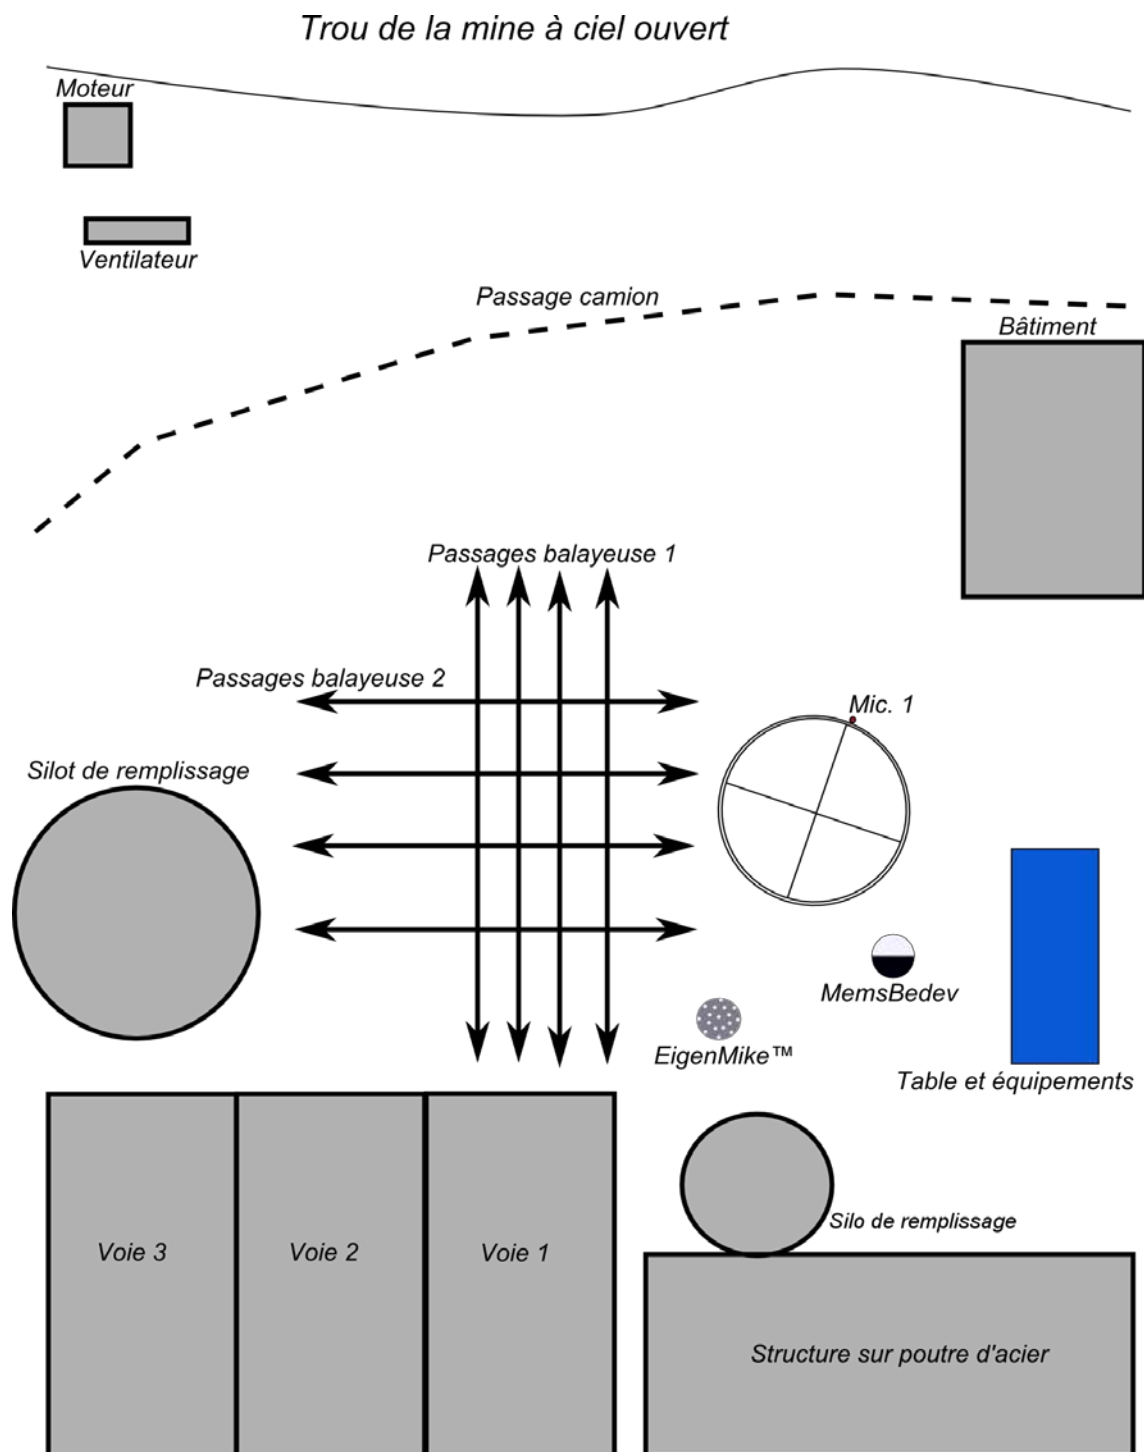 Trou de la mine à ciel ouvert
Moteur
Ventilateur
Passage camion
Bâtiment
Passages balayeuse 1
Passages balayeuse 2
Mic. 1
Silot de remplissage
MemsBedev
EigenMike™
Table et équipements
Silo de remplissage
Voie 3
Voie 2
Voie 1
Structure sur poutre d'acier